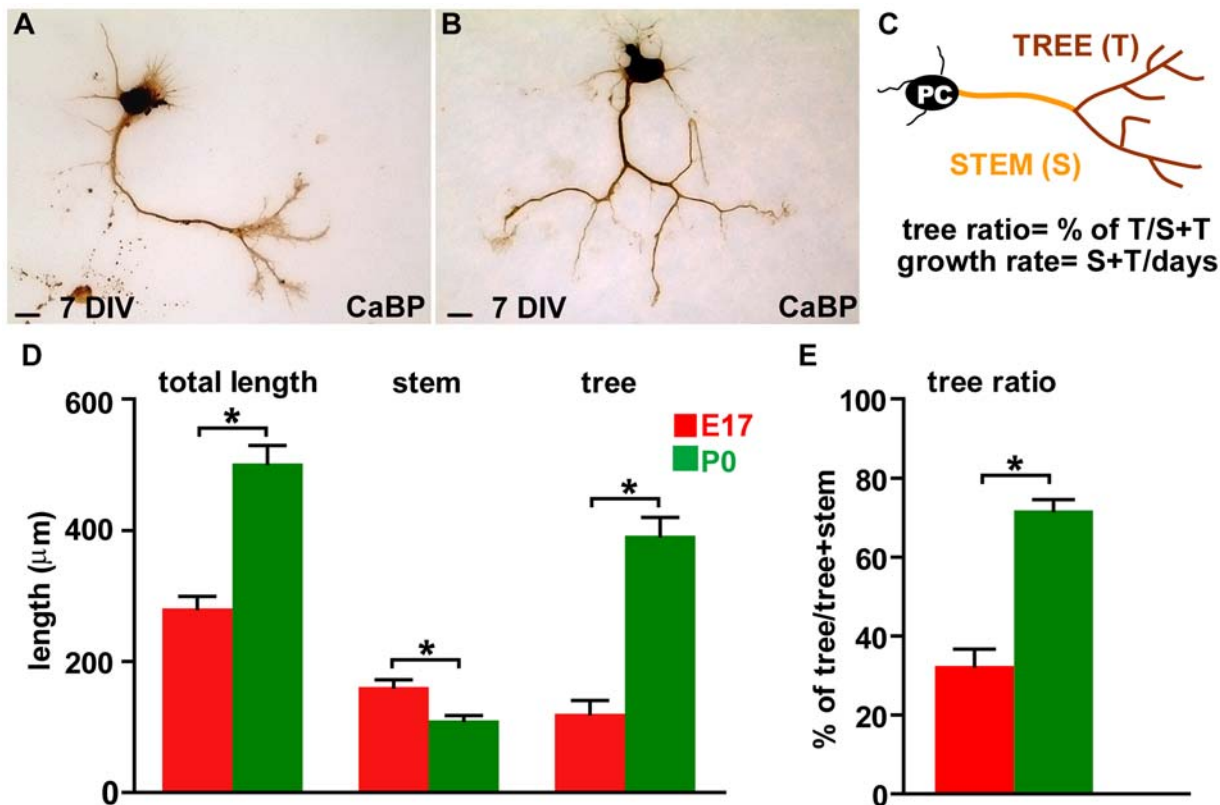 A
7 DIV
CaBP
B
7 DIV
CaBP
C
TREE (T)
PC
STEM (S)
tree ratio= % of T/S+T
growth rate= S+T/days
D
total length
stem
tree
E17
P0
length (μm)
600
400
200
0
*
*
*
E
tree ratio
% of tree/tree+stem
100
80
60
40
20
0
*